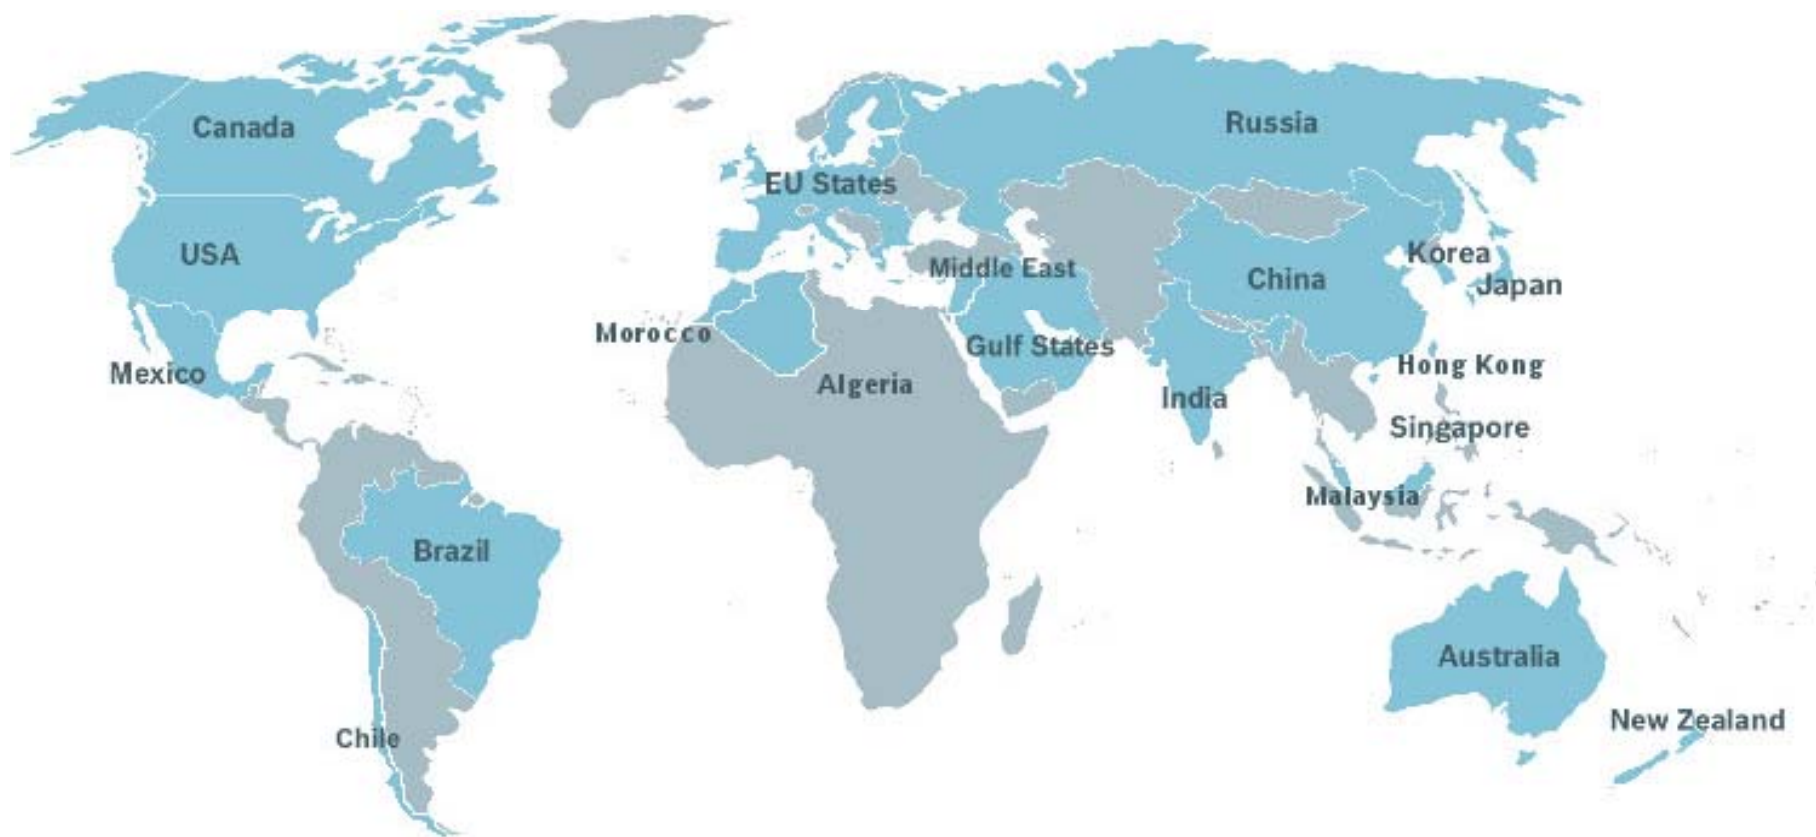 Canada
Russia
EU States
USA
Korea
Middle East
China
Japan
Morocco
Gulf States
Hong Kong
Mexico
Algeria
India
Singapore
Malaysia
Brazil
Australia
New Zealand
Chile